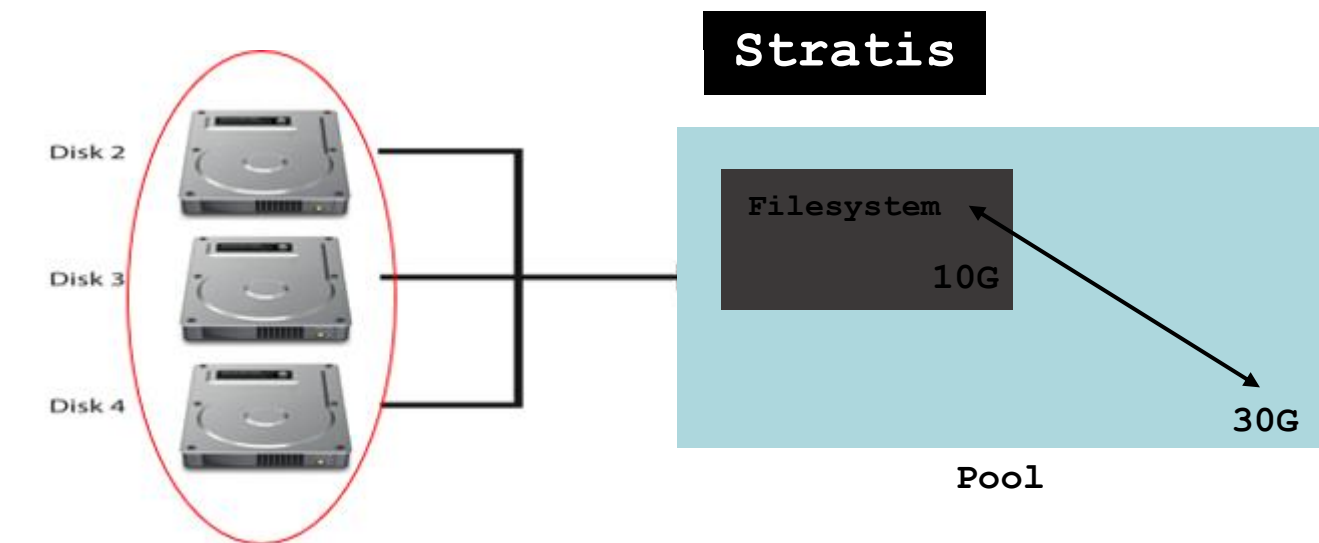 Stratis
Disk 2
Disk 3
Disk 4
Filesystem
10G
30G
Pool